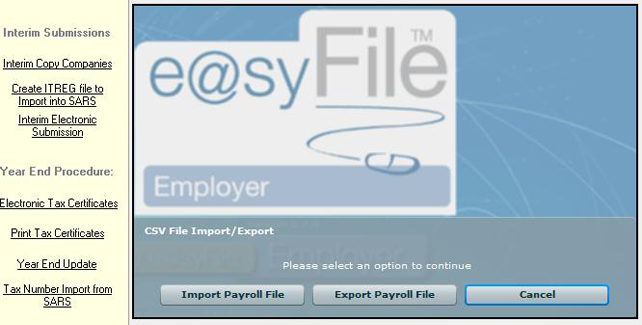 Interim Submissions
Interim Copy Companies
Create ITREG file to
Import into SARS
Interim Electronic
Submission
Year End Procedure:
Electronic Tax Certificates
Print Tax Certificates
Year End Update
Tax Number Import from
SARS
e@syFile™
Employer
CSV File Import/Export
Please select an option to continue
Import Payroll File
Export Payroll File
Cancel